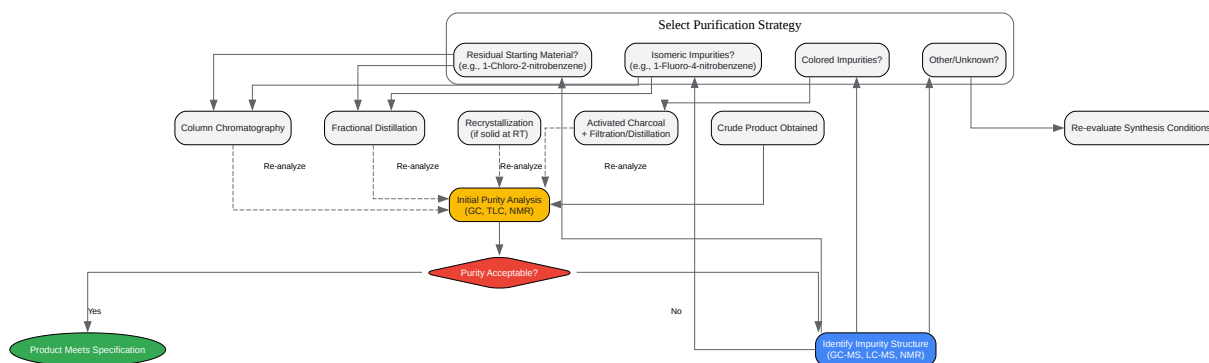 Select Purification Strategy
Residual Starting Material?
(e.g., 1-Chloro-2-nitrobenzene)
Isomeric Impurities?
(e.g., 1-Fluoro-4-nitrobenzene)
Colored Impurities?
Other/Unknown?
Column Chromatography
Fractional Distillation
Recrystallization
(if solid at RT)
Activated Charcoal
+ Filtration/Distillation
Crude Product Obtained
Re-evaluate Synthesis Conditions
Re-analyze
Re-analyze
Re-analyze
Re-analyze
Initial Purity Analysis
(GC, TLC, NMR)
Purity Acceptable?
Yes
No
Product Meets Specification
Identify Impurity Structure
(GC-MS, LC-MS, NMR)